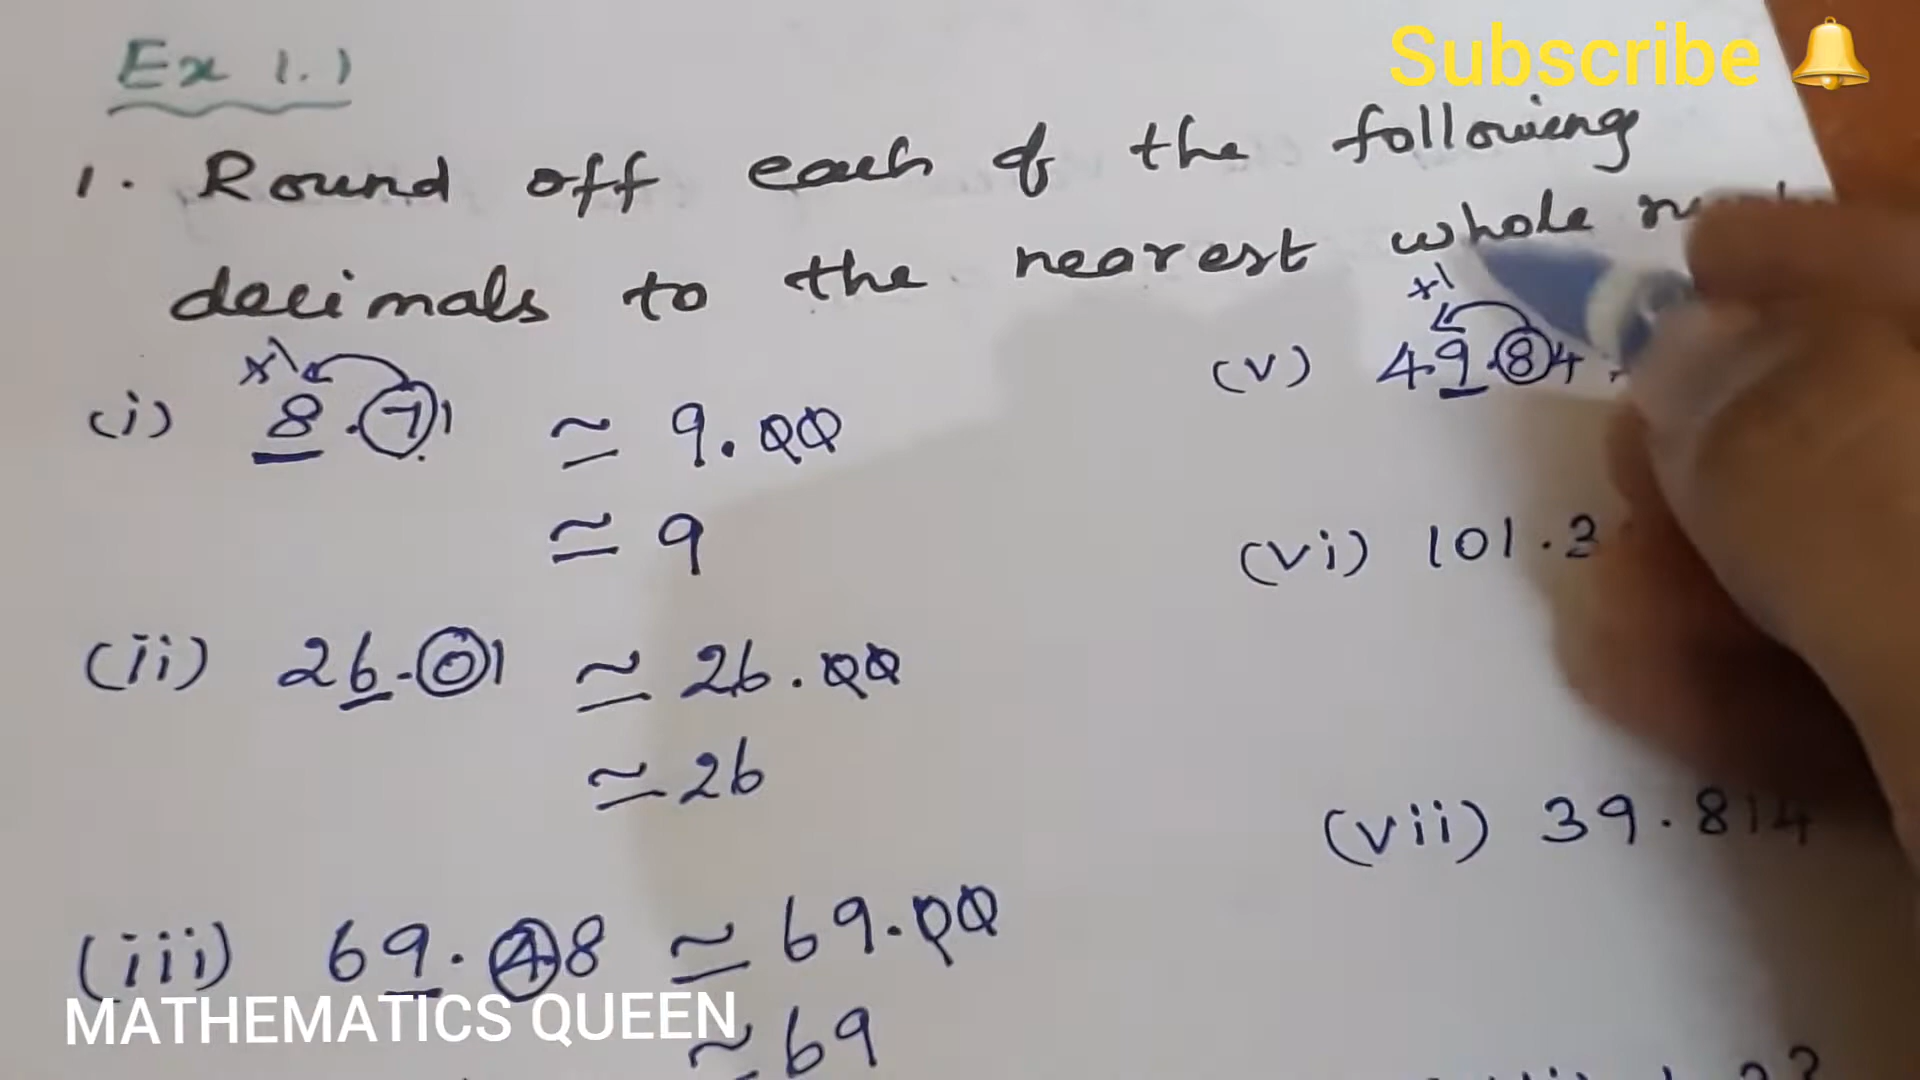 Subscribe
Ex 1.1
1. Round off each of the following
decimals to the nearest whole
+1
(i) 8.71 ≃ 9.00
≃ 9
(ii) 26.01 ≃ 26.00
≃ 26
(iii) 69.48 ≃ 69.00
≃ 69
+1
(v) 49.84
(vi) 101.3
(vii) 39.814
MATHEMATICS QUEEN